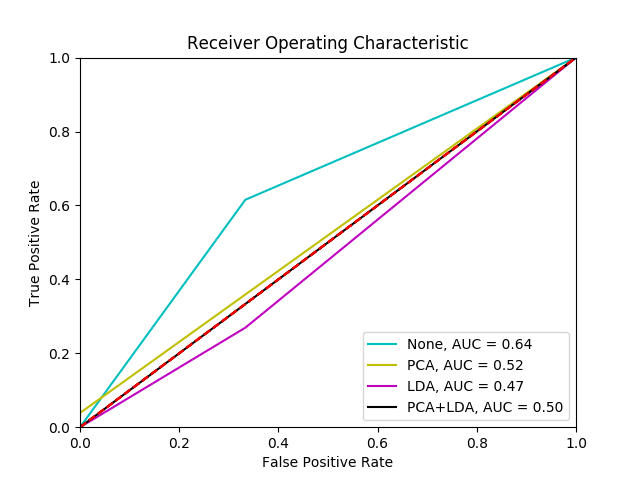 Receiver Operating Characteristic
True Positive Rate
1.0
0.8
0.6
0.4
0.2
0.0
None, AUC = 0.64
PCA, AUC = 0.52
LDA, AUC = 0.47
PCA+LDA, AUC = 0.50
0.0 0.2 0.4 0.6 0.8 1.0
False Positive Rate